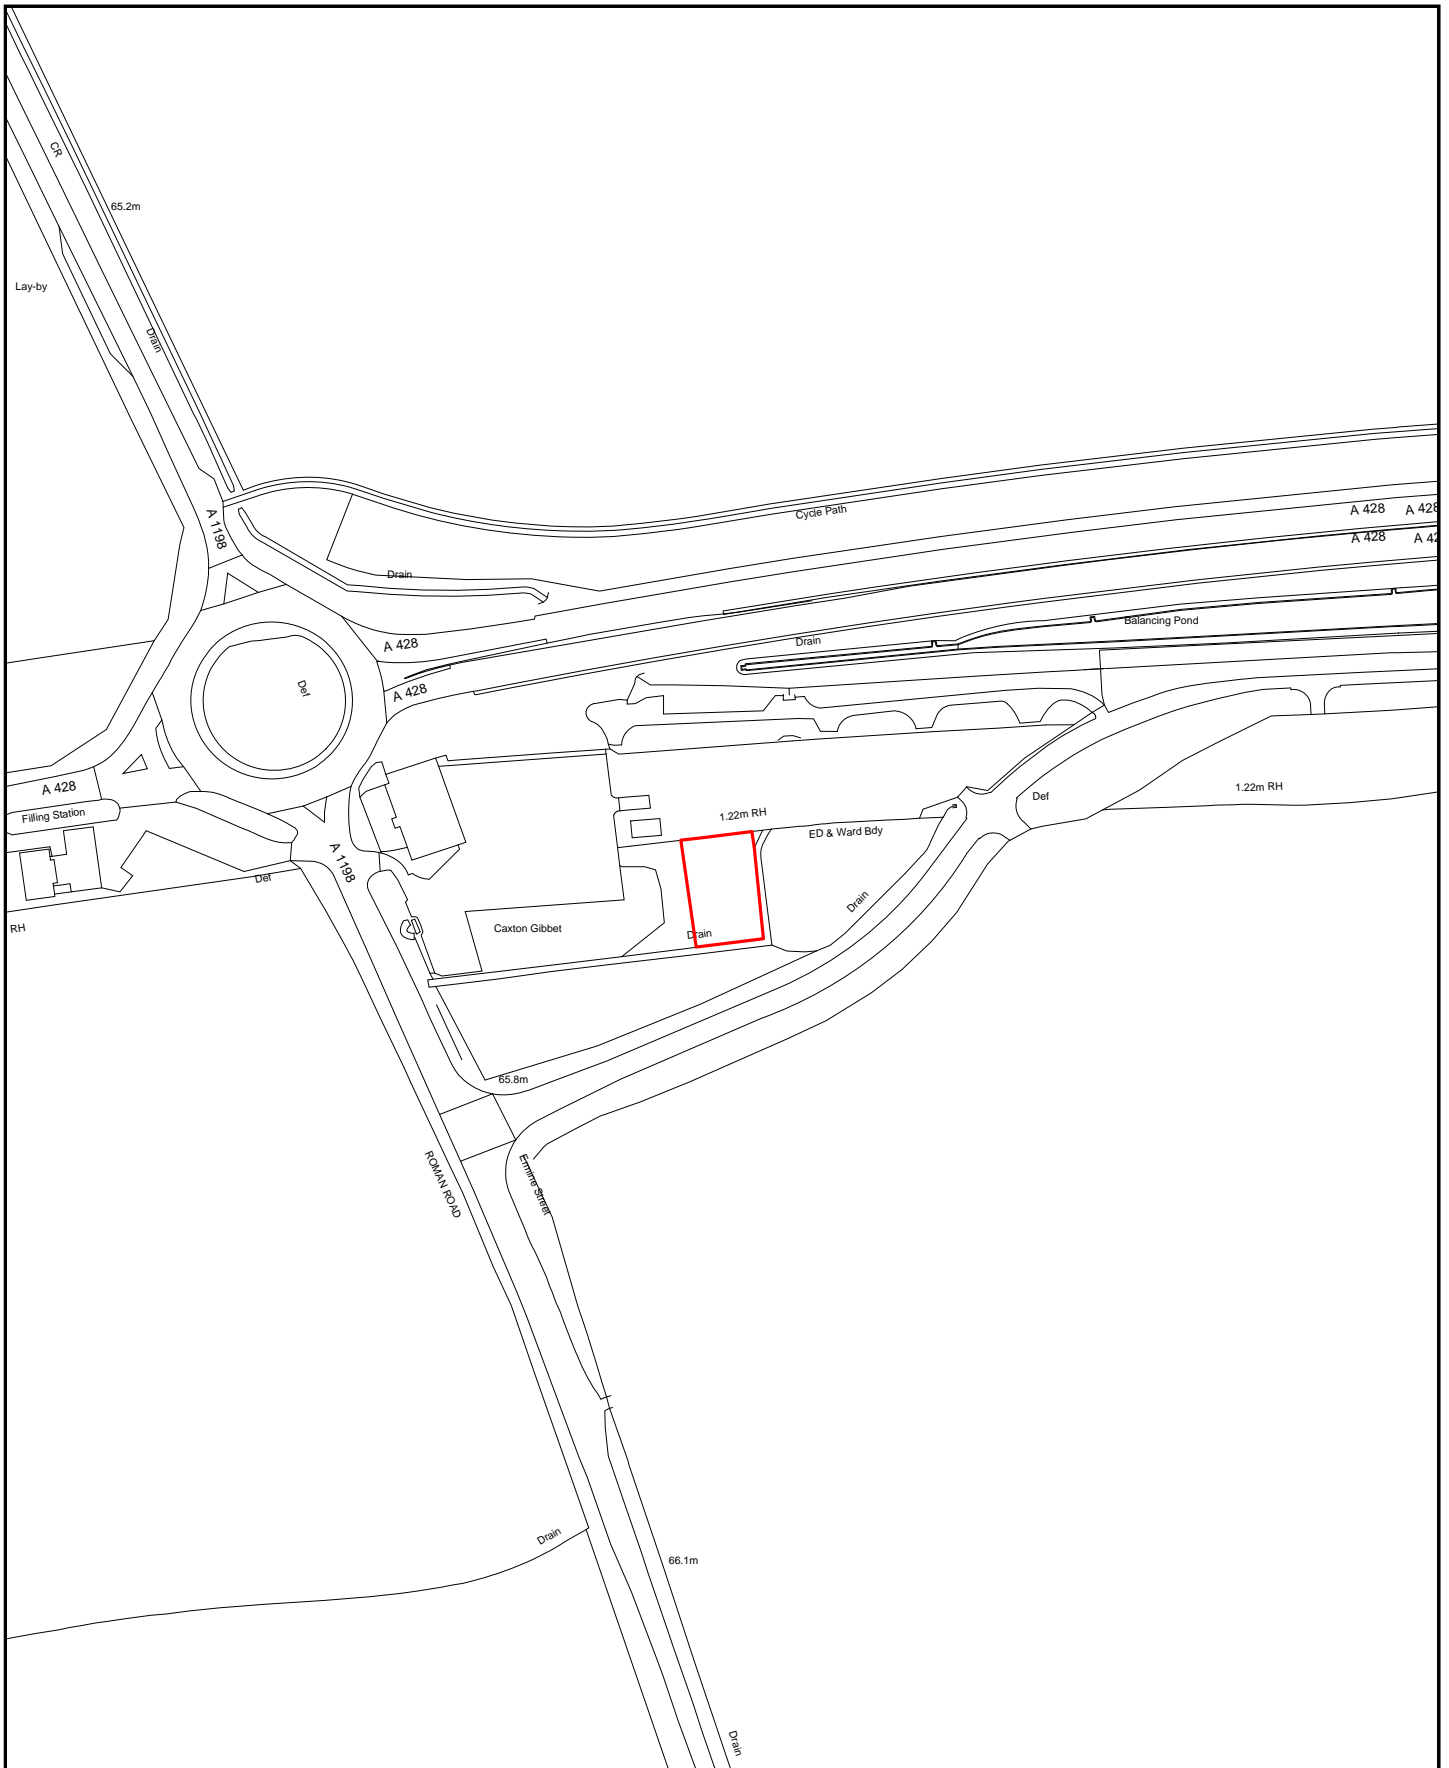 CR
65.2m
Lay-by
Drain
A 1198
Cycle Path
A 428
A 428
A 428
A 42
Drain
Balancing Pond
A 428
Drain
Def
A 428
A 428
Filling Station
1.22m RH
Def
1.22m RH
ED & Ward Bdy
A 1198
Def
Drain
RH
Caxton Gibbet
Drain
65.8m
ROMAN ROAD
Ermine Street
Drain
66.1m
Drain